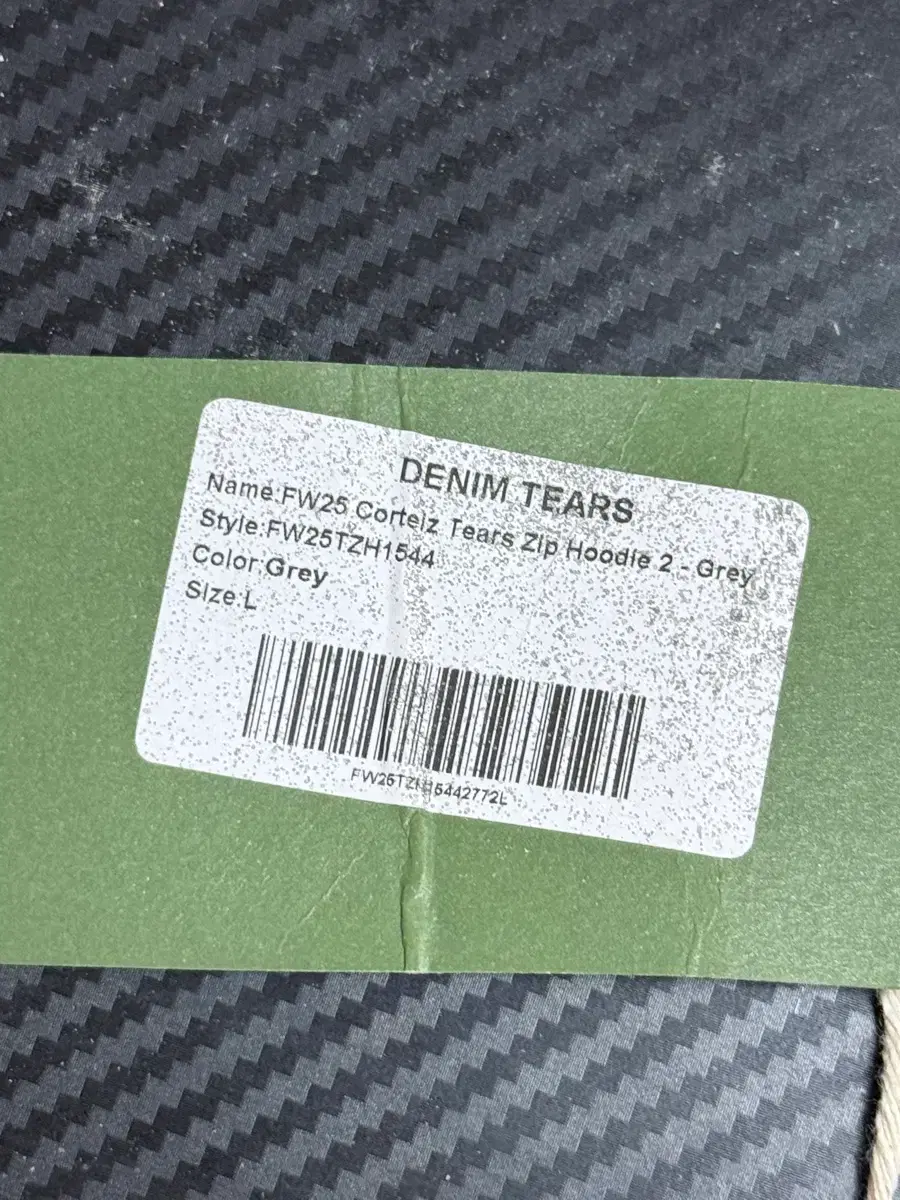 DENIM TEARS
Name:FW25 Corteiz Tears Zip Hoodie 2 - Grey
Style:FW25TZH1544
Color:Grey
Size:L
FW25TZH15442772L